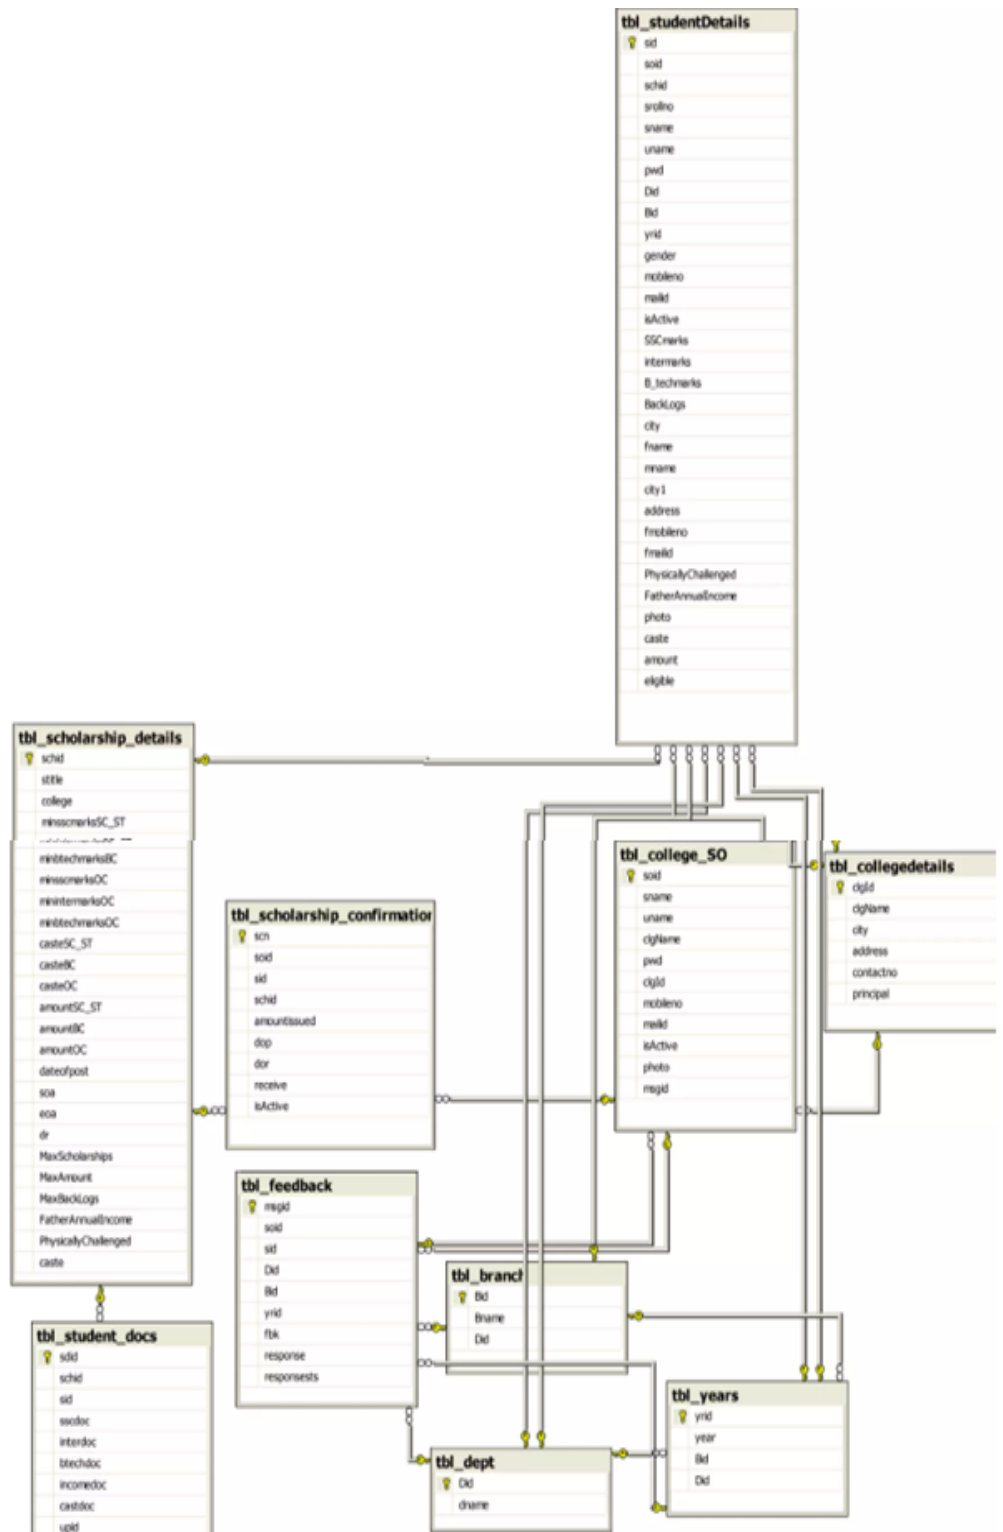 tbl_studentDetails
sid
soid
schid
srollno
sname
uname
pwd
Did
Bid
yrid
gender
mobileno
mailid
isActive
SSCmarks
intermarks
B_techmarks
BackLogs
city
fname
mname
city1
address
fmobileno
fmailid
PhysicallyChallenged
FatherAnnualIncome
photo
caste
amount
eligible
tbl_scholarship_details
schid
stitle
college
minsscmarksSC_ST
minbtechmarksBC
minsscmarksOC
minintermarksOC
minbtechmarksOC
casteSC_ST
casteBC
casteOC
amountSC_ST
amountBC
amountOC
dateofpost
soa
eoa
dr
MaxScholarships
MaxAmount
MaxBackLogs
FatherAnnualIncome
PhysicallyChallenged
caste
tbl_scholarship_confirmation
scn
soid
sid
schid
amountissued
dop
dor
receive
isActive
tbl_college_SO
soid
sname
uname
clgName
pwd
clgId
mobileno
mailid
isActive
photo
msgid
tbl_collegedetails
clgId
clgName
city
address
contactno
principal
tbl_feedback
msgid
soid
sid
Did
Bid
yrid
fbk
response
responsests
tbl_branch
Bid
Bname
Did
tbl_student_docs
sdid
schid
sid
sscdoc
interdoc
btechdoc
incomedoc
castdoc
upid
tbl_dept
Did
dname
tbl_years
yrid
year
Bid
Did